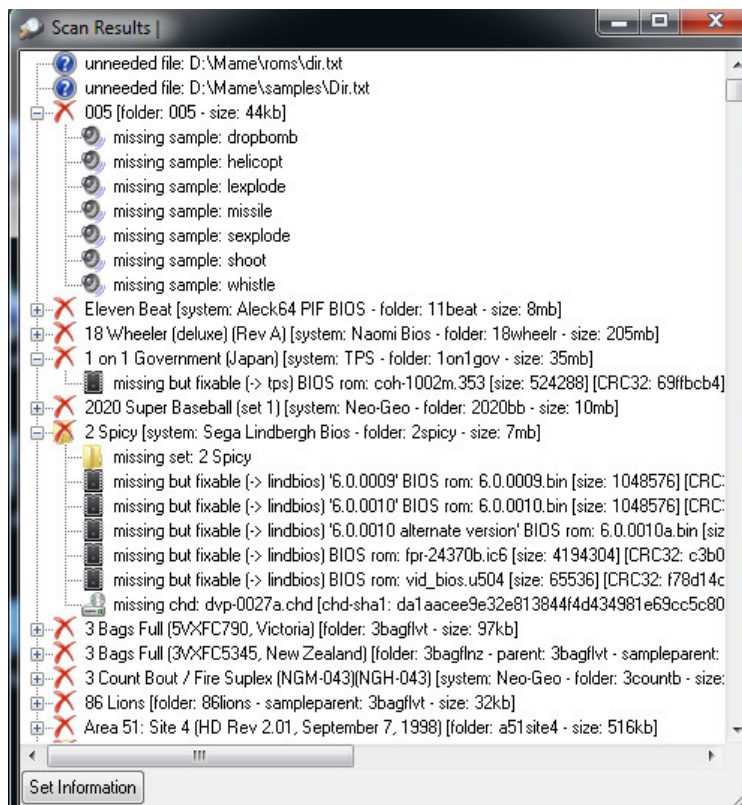 Scan Results |
unneeded file: D:\Mame\roms\dir.txt
unneeded file: D:\Mame\samples\Dir.txt
005 [folder: 005 - size: 44kb]
missing sample: dropbomb
missing sample: helicopt
missing sample: lexplode
missing sample: missile
missing sample: sexplode
missing sample: shoot
missing sample: whistle
Eleven Beat [system: Aleck64 PIF BIOS - folder: 11beat - size: 8mb]
18 Wheeler (deluxe) (Rev A) [system: Naomi Bios - folder: 18wheelr - size: 205mb]
1 on 1 Government (Japan) [system: TPS - folder: 1on1gov - size: 35mb]
missing but fixable (-> tps) BIOS rom: coh-1002m.353 [size: 524288] [CRC32: 69ffbcb4]
2020 Super Baseball (set 1) [system: Neo-Geo - folder: 2020bb - size: 10mb]
2 Spicy [system: Sega Lindbergh Bios - folder: 2spicy - size: 7mb]
missing set: 2 Spicy
missing but fixable (-> lindbios) '6.0.0009' BIOS rom: 6.0.0009.bin [size: 1048576] [CRC:
missing but fixable (-> lindbios) '6.0.0010' BIOS rom: 6.0.0010.bin [size: 1048576] [CRC:
missing but fixable (-> lindbios) '6.0.0010 alternate version' BIOS rom: 6.0.0010a.bin [siz
missing but fixable (-> lindbios) BIOS rom: fpr-24370b.ic6 [size: 4194304] [CRC32: c3b0
missing but fixable (-> lindbios) BIOS rom: vid_bios.u504 [size: 65536] [CRC32: f78d14c
missing chd: dvp-0027a.chd [chd-sha1: da1aacee9e32e813844f4d434981e69cc5c80
3 Bags Full (5VXFC790, Victoria) [folder: 3bagflvt - size: 97kb]
3 Bags Full (3VXFC5345, New Zealand) [folder: 3bagflnz - parent: 3bagflvt - sampleparent:
3 Count Bout / Fire Suplex (NGM-043)(NGH-043) [system: Neo-Geo - folder: 3countb - size:
86 Lions [folder: 86lions - sampleparent: 3bagflvt - size: 32kb]
Area 51: Site 4 (HD Rev 2.01, September 7, 1998) [folder: a51site4 - size: 516kb]
Set Information